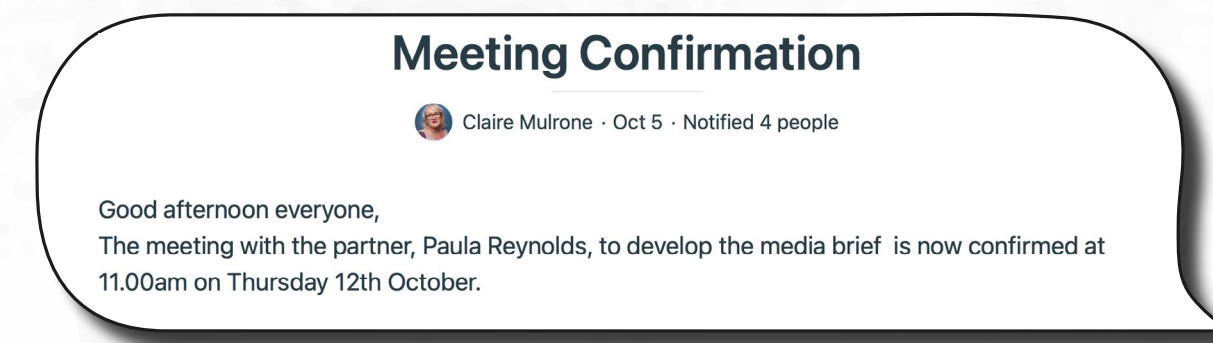 Meeting Confirmation
Claire Mulrone · Oct 5 · Notified 4 people
Good afternoon everyone,
The meeting with the partner, Paula Reynolds, to develop the media brief  is now confirmed at
11.00am on Thursday 12th October.